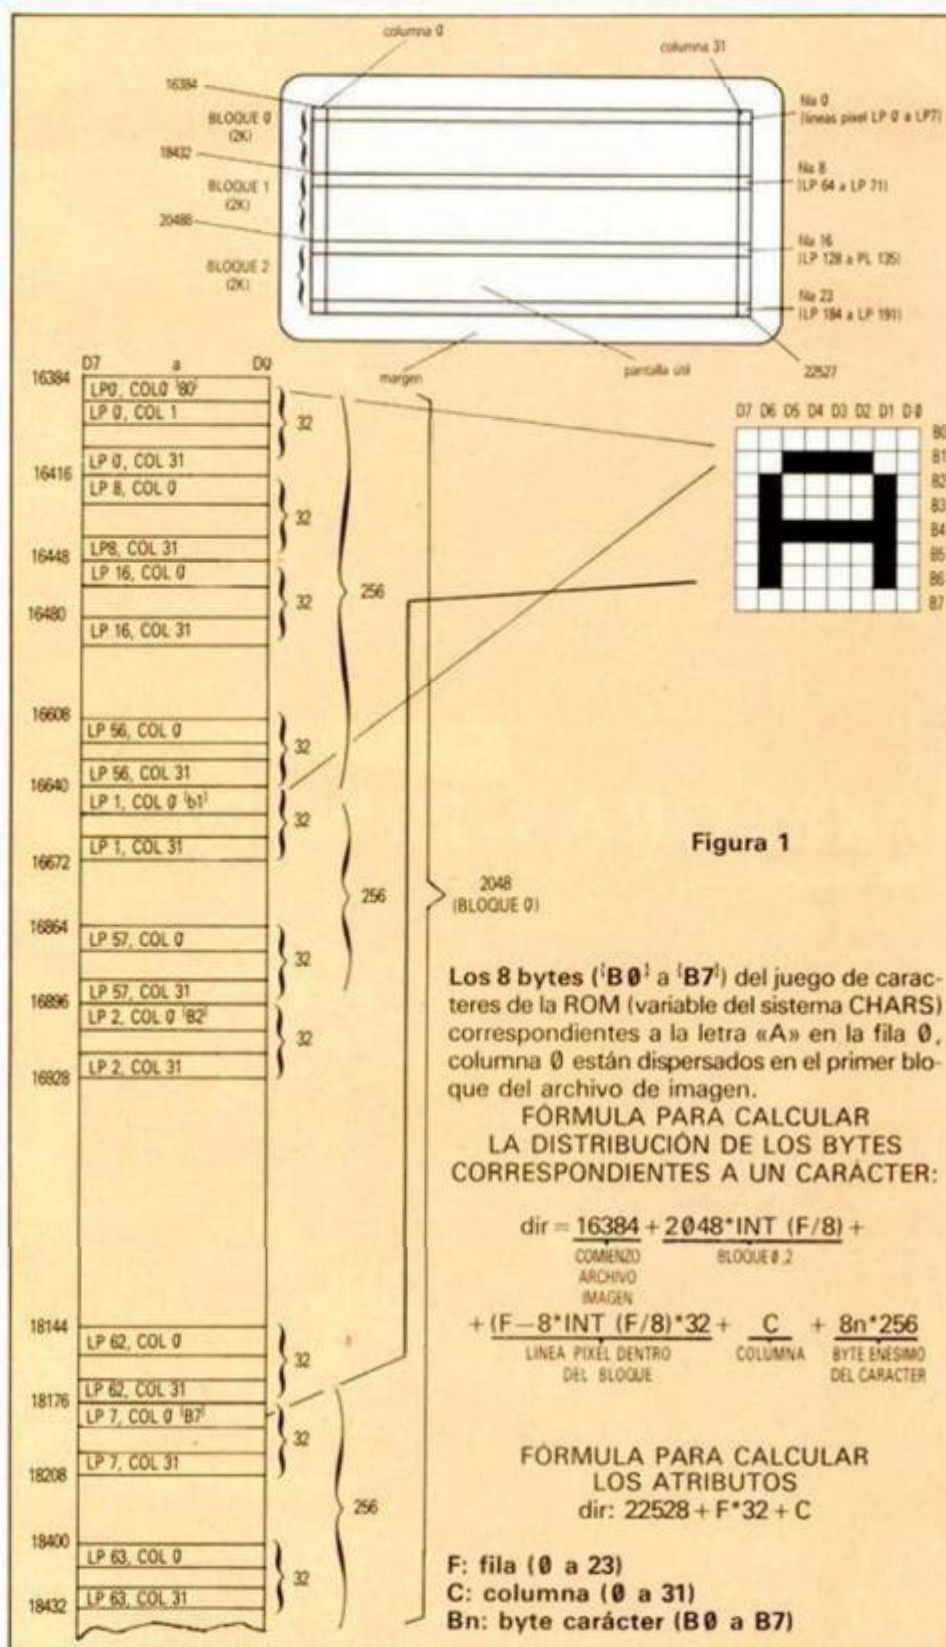 columna 0
columna 31
16384
BLOQUE 0
(2K)
18432
BLOQUE 1
(2K)
20488
BLOQUE 2
(2K)
fila 0
(lineas pixel LP 0 a LP7)
fila 8
(LP 64 a LP 71)
fila 16
(LP 128 a PL 135)
fila 23
(LP 184 a LP 191)
margen
pantalla útil
22527
D7 a D0
16384
LP0, COL0 '80'
LP 0, COL 1
32
LP 0, COL 31
16416
LP 8, COL 0
32
LP8, COL 31
16448
LP 16, COL 0
32
256
16480
LP 16, COL 31
16608
LP 56, COL 0
32
LP 56, COL 31
16640
LP 1, COL 0 'b1'
32
LP 1, COL 31
16672
256
16864
LP 57, COL 0
32
LP 57, COL 31
16896
LP 2, COL 0 'B2'
32
LP 2, COL 31
16928
2048
(BLOQUE 0)
18144
LP 62, COL 0
32
LP 62, COL 31
18176
LP 7, COL 0 'B7'
32
LP 7, COL 31
18208
256
18400
LP 63, COL 0
32
LP 63, COL 31
18432
D7 D6 D5 D4 D3 D2 D1 D0
B0
B1
B2
B3
B4
B5
B6
B7
Figura 1
Los 8 bytes ('B0' a 'B7') del juego de carac-
teres de la ROM (variable del sistema CHARS)
correspondientes a la letra «A» en la fila 0,
columna 0 están dispersados en el primer blo-
que del archivo de imagen.
FÓRMULA PARA CALCULAR
LA DISTRIBUCIÓN DE LOS BYTES
CORRESPONDIENTES A UN CARÁCTER:
dir = 16384 + 2048*INT (F/8) +
COMIENZO ARCHIVO IMAGEN
BLOQUE 0,2
+ (F—8*INT (F/8)*32 + C + 8n*256
LINEA PIXEL DENTRO DEL BLOQUE
COLUMNA
BYTE ENESIMO DEL CARACTER
FÓRMULA PARA CALCULAR
LOS ATRIBUTOS
dir: 22528 + F*32 + C
F: fila (0 a 23)
C: columna (0 a 31)
Bn: byte carácter (B0 a B7)